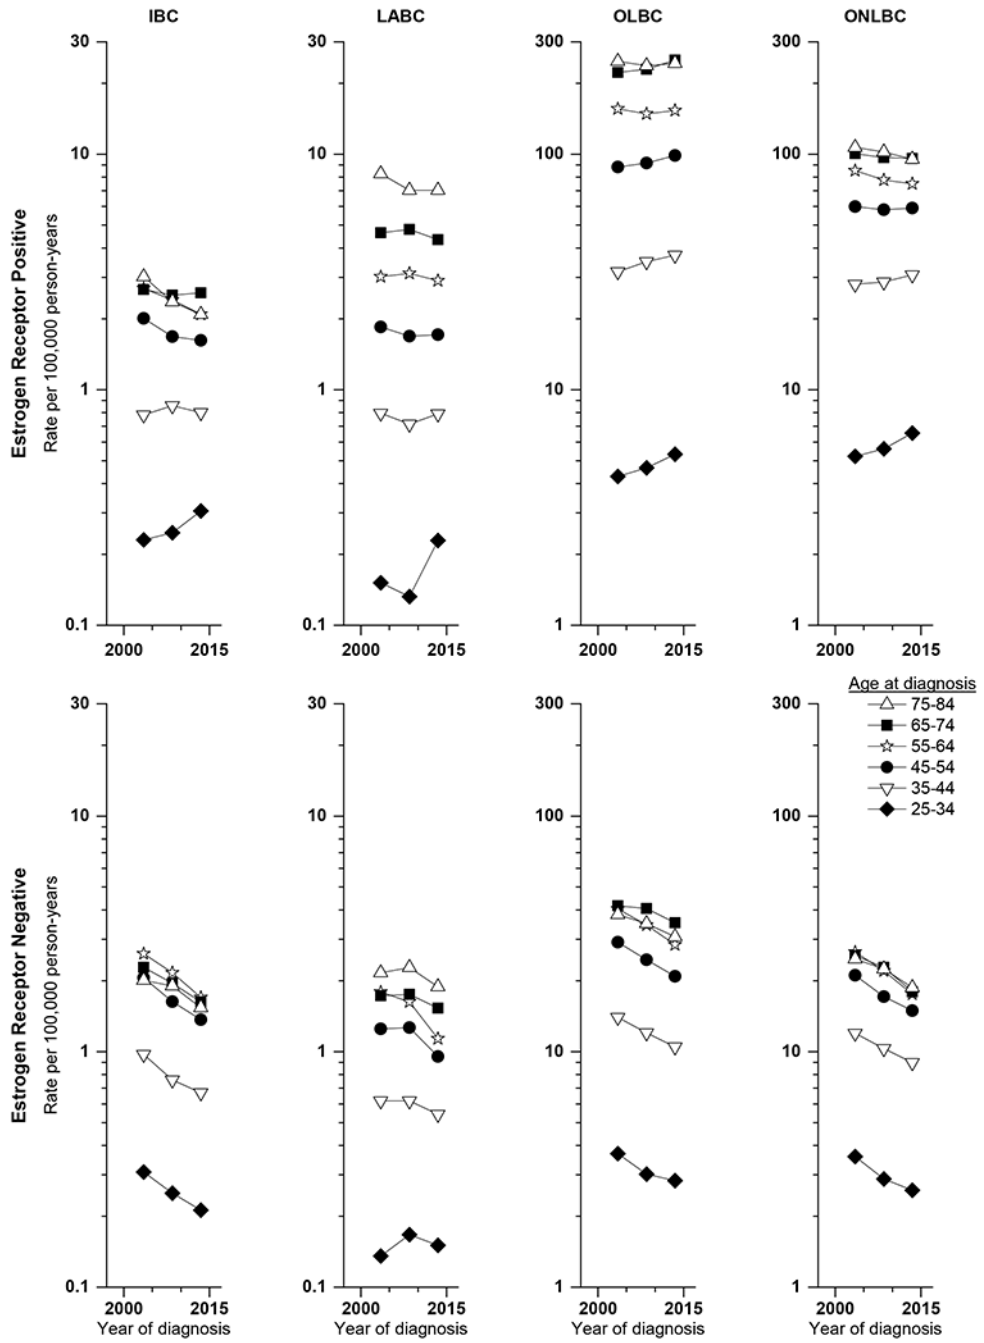 IBC LABC OLBC ONLBC
30 30 300 300
10 10 100 100
1 1 10 10
0.1 0.1 1 1
2000 2015 2000 2015 2000 2015 2000 2015
Estrogen Receptor Positive
Rate per 100,000 person-years
Age at diagnosis
75-84
65-74
55-64
45-54
35-44
25-34
30 30 300 300
10 10 100 100
1 1 10 10
0.1 0.1 1 1
2000 2015 2000 2015 2000 2015 2000 2015
Year of diagnosis Year of diagnosis Year of diagnosis Year of diagnosis
Estrogen Receptor Negative
Rate per 100,000 person-years